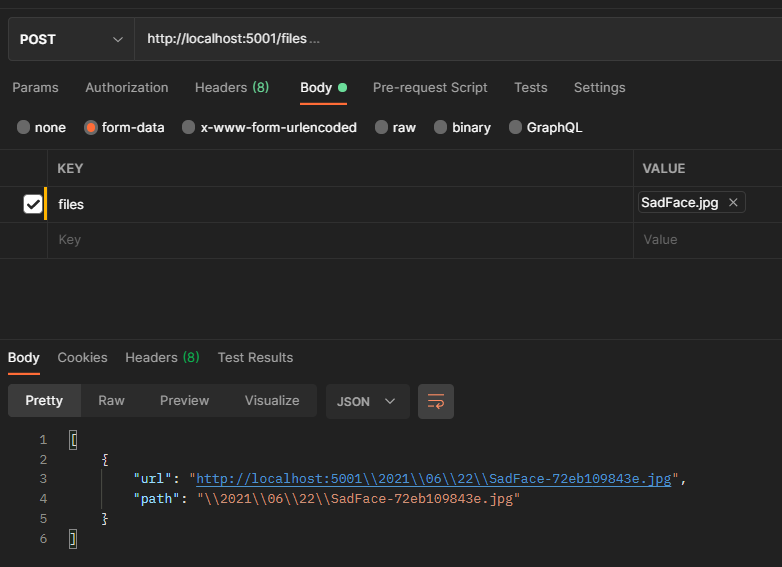 POST http://localhost:5001/files ...
Params Authorization Headers (8) Body Pre-request Script Tests Settings
none form-data x-www-form-urlencoded raw binary GraphQL
KEY VALUE
files SadFace.jpg
Key Value
Body Cookies Headers (8) Test Results
Pretty Raw Preview Visualize JSON
1 [
2 {
3 "url": "http://localhost:5001\\2021\\06\\22\\SadFace-72eb109843e.jpg",
4 "path": "\\2021\\06\\22\\SadFace-72eb109843e.jpg"
5 }
6 ]